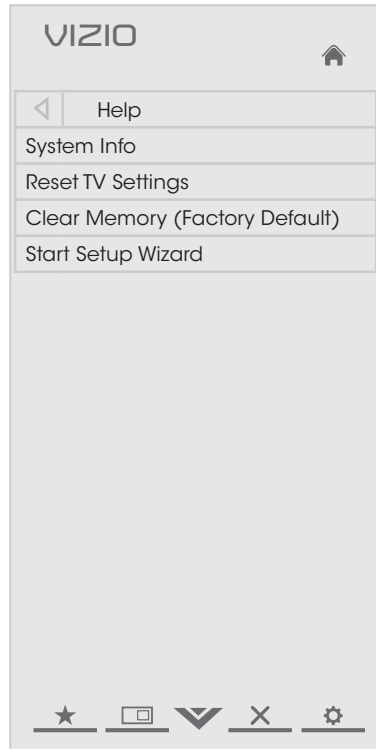 VIZIO
Help
System Info
Reset TV Settings
Clear Memory (Factory Default)
Start Setup Wizard